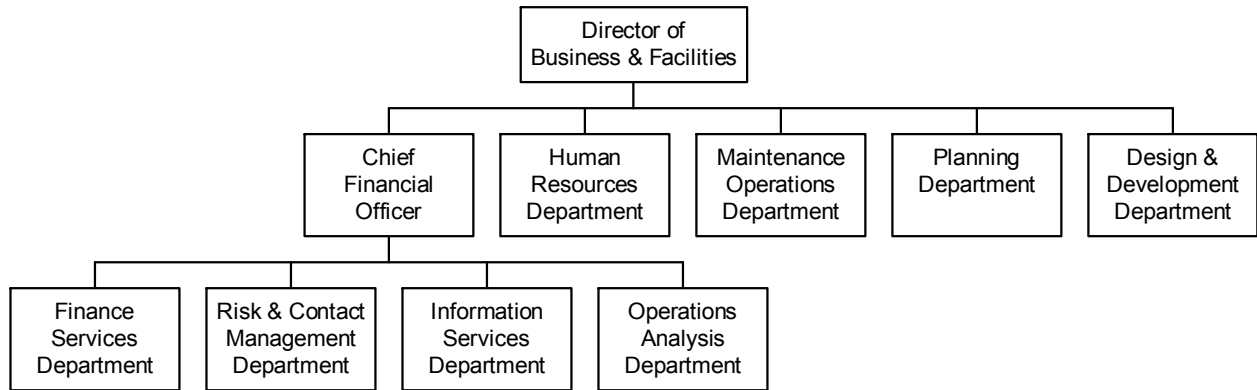 Director of
Business & Facilities
Chief
Financial
Officer
Human
Resources
Department
Maintenance
Operations
Department
Planning
Department
Design &
Development
Department
Finance
Services
Department
Risk & Contact
Management
Department
Information
Services
Department
Operations
Analysis
Department